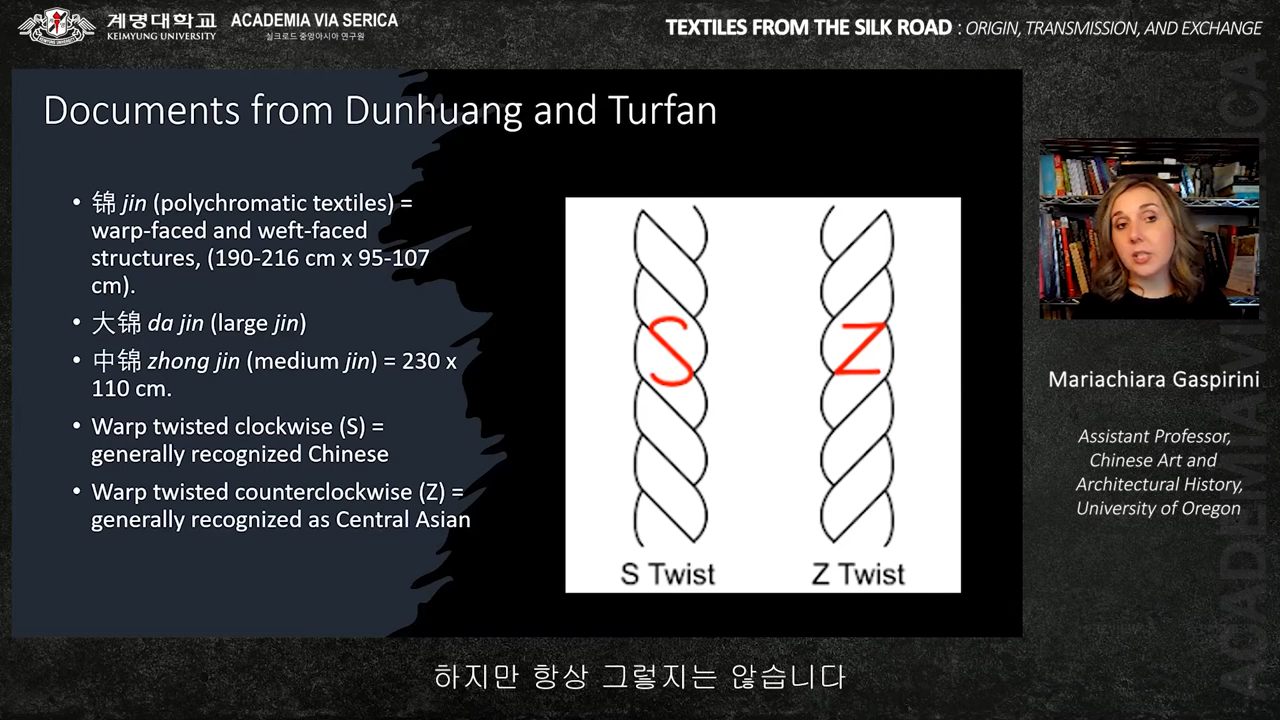 계명대학교
KEIMYUNG UNIVERSITY
ACADEMIA VIA SERICA
실크로드 중앙아시아 연구원
TEXTILES FROM THE SILK ROAD : ORIGIN, TRANSMISSION, AND EXCHANGE
Documents from Dunhuang and Turfan
• 锦 jin (polychromatic textiles) =
warp-faced and weft-faced
structures, (190-216 cm x 95-107
cm).
• 大锦 da jin (large jin)
• 中锦 zhong jin (medium jin) = 230 x
110 cm.
• Warp twisted clockwise (S) =
generally recognized Chinese
• Warp twisted counterclockwise (Z) =
generally recognized as Central Asian
S
Z
S Twist
Z Twist
Mariachiara Gaspirini
Assistant Professor,
Chinese Art and
Architectural History,
University of Oregon
ACADEMIA VIA SERICA
하지만 항상 그렇지는 않습니다